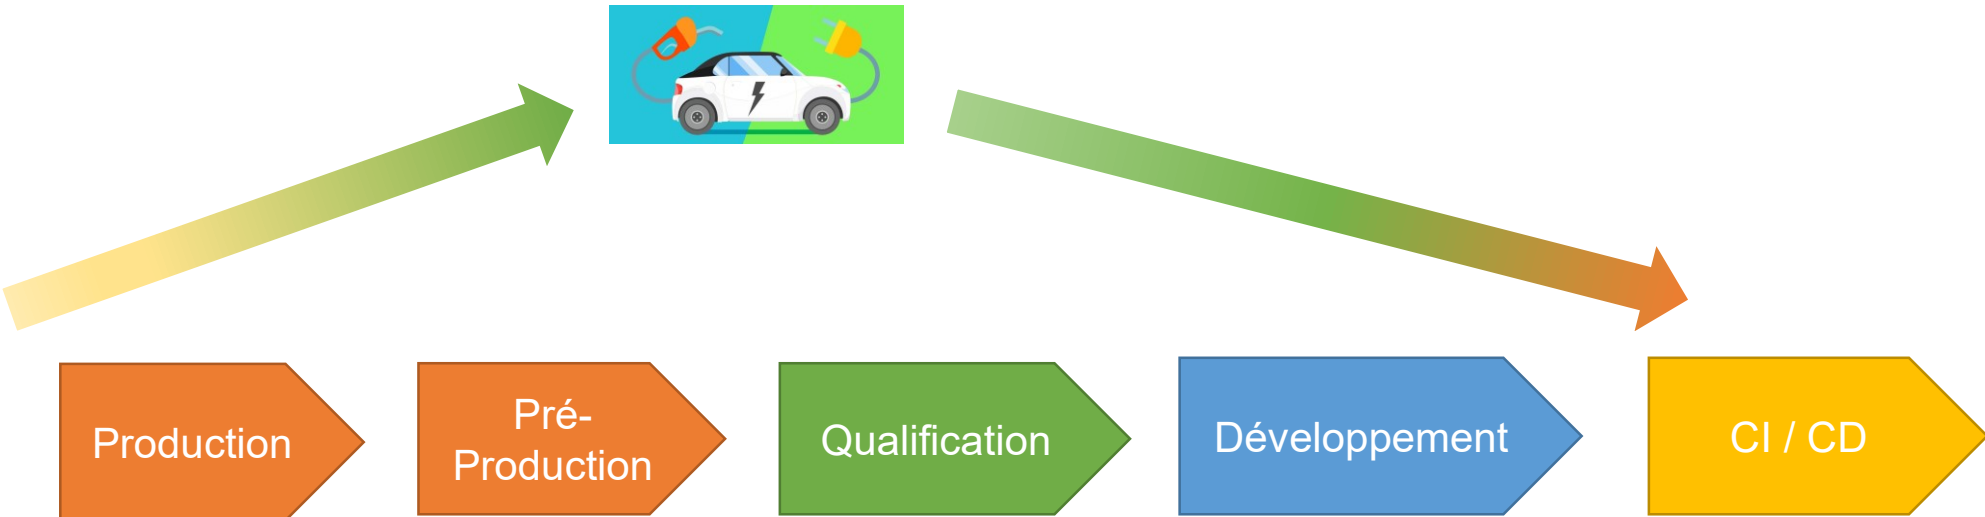 Production
Pré-
Production
Qualification
Développement
CI / CD